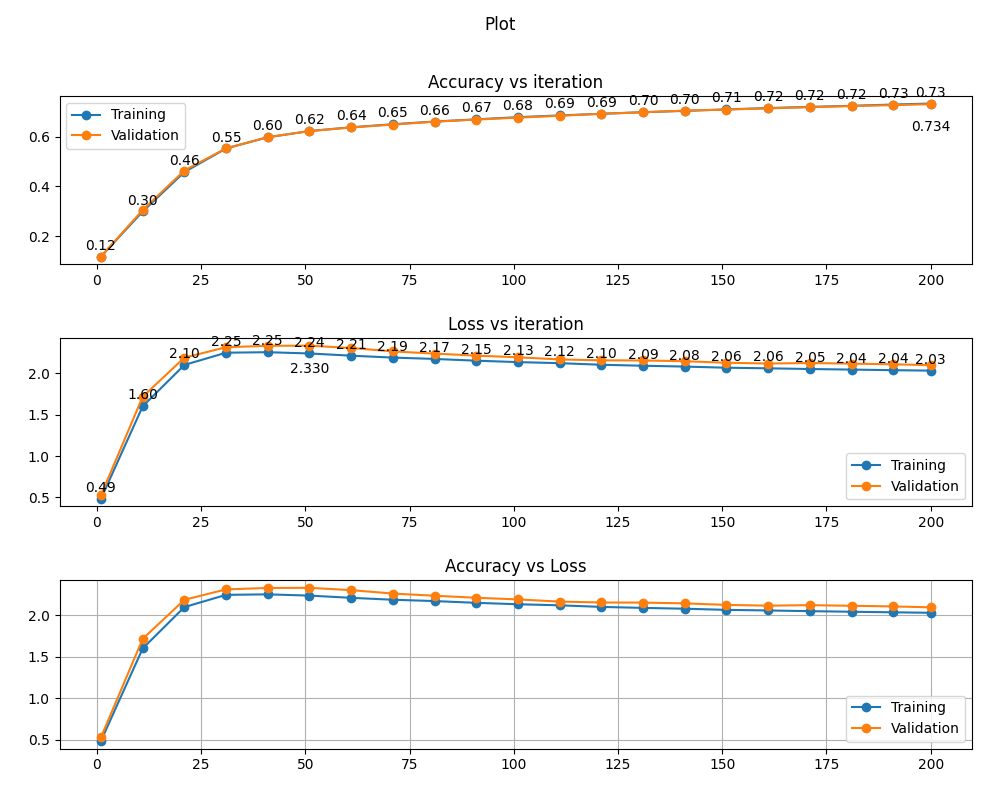 Plot
Accuracy vs iteration
0.12 0.30 0.46 0.55 0.60 0.62 0.64 0.65 0.66 0.67 0.68 0.69 0.69 0.70 0.70 0.71 0.72 0.72 0.72 0.73 0.73
0.734
Training
Validation
0.6
0.4
0.2
0 25 50 75 100 125 150 175 200
Loss vs iteration
0.49 1.60 2.10 2.25 2.25 2.24 2.21 2.19 2.17 2.15 2.13 2.12 2.10 2.09 2.08 2.06 2.06 2.05 2.04 2.04 2.03
2.330
2.0
1.5
1.0
0.5
Training
Validation
0 25 50 75 100 125 150 175 200
Accuracy vs Loss
2.0
1.5
1.0
0.5
Training
Validation
0 25 50 75 100 125 150 175 200